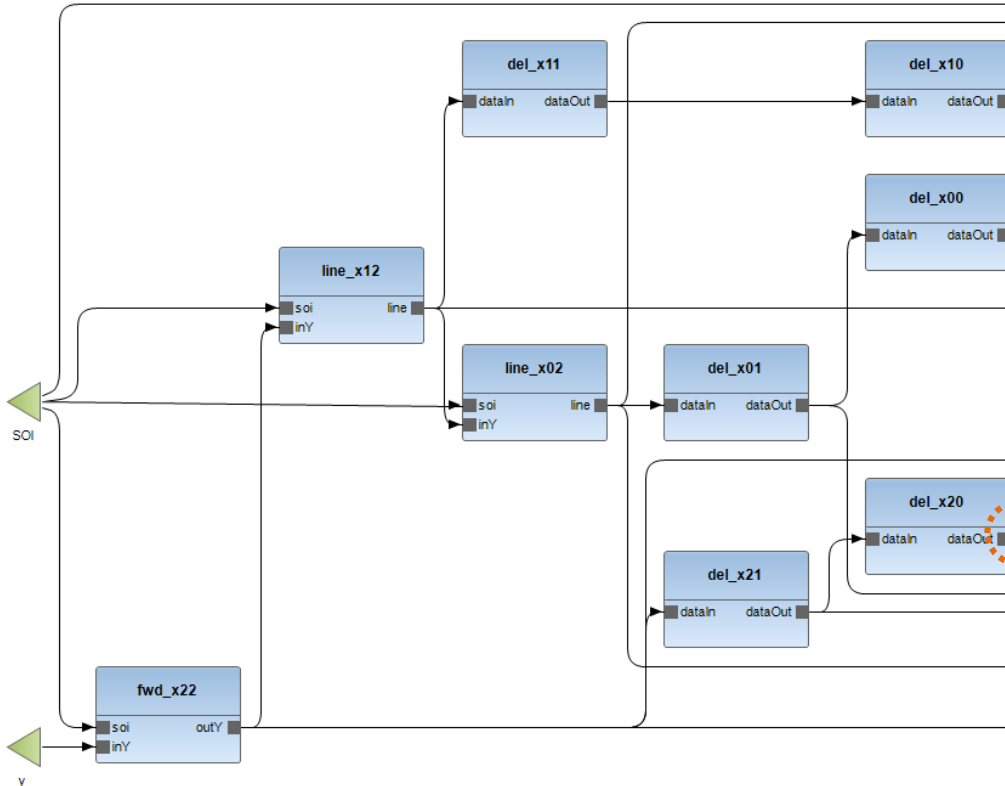 del_x11
dataIn dataOut
del_x10
dataIn dataOut
del_x00
dataIn dataOut
line_x12
soi line
inY
line_x02
soi line
inY
del_x01
dataIn dataOut
SOI
del_x20
dataIn dataOut
del_x21
dataIn dataOut
fwd_x22
soi outY
inY
v